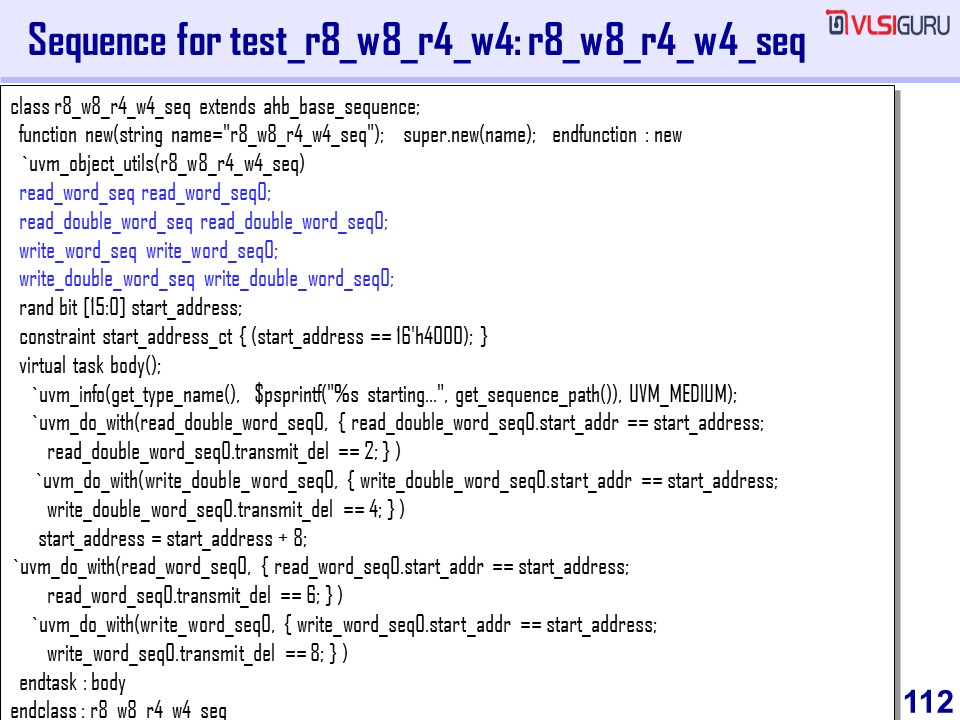 Sequence for test_r8_w8_r4_w4: r8_w8_r4_w4_seq
VLSIGURU
class r8_w8_r4_w4_seq extends ahb_base_sequence;
function new(string name="r8_w8_r4_w4_seq"); super.new(name); endfunction : new
`uvm_object_utils(r8_w8_r4_w4_seq)
read_word_seq read_word_seq0;
read_double_word_seq read_double_word_seq0;
write_word_seq write_word_seq0;
write_double_word_seq write_double_word_seq0;
rand bit [15:0] start_address;
constraint start_address_ct { (start_address == 16'h4000); }
virtual task body();
`uvm_info(get_type_name(), $psprintf("%s starting...", get_sequence_path()), UVM_MEDIUM);
`uvm_do_with(read_double_word_seq0, { read_double_word_seq0.start_addr == start_address;
read_double_word_seq0.transmit_del == 2; } )
`uvm_do_with(write_double_word_seq0, { write_double_word_seq0.start_addr == start_address;
write_double_word_seq0.transmit_del == 4; } )
start_address = start_address + 8;
`uvm_do_with(read_word_seq0, { read_word_seq0.start_addr == start_address;
read_word_seq0.transmit_del == 6; } )
`uvm_do_with(write_word_seq0, { write_word_seq0.start_addr == start_address;
write_word_seq0.transmit_del == 8; } )
endtask : body
endclass : r8_w8_r4_w4_seq
112